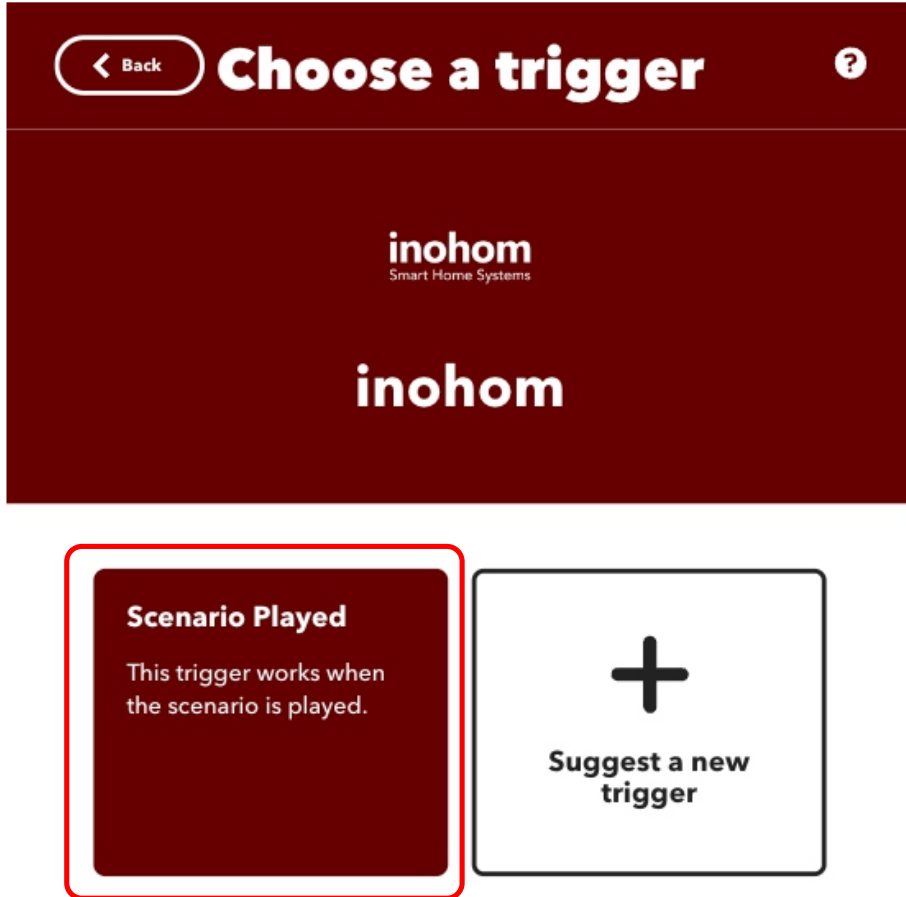 Back
Choose a trigger
?
inohom
Smart Home Systems
inohom
Scenario Played
This trigger works when
the scenario is played.
Suggest a new
trigger